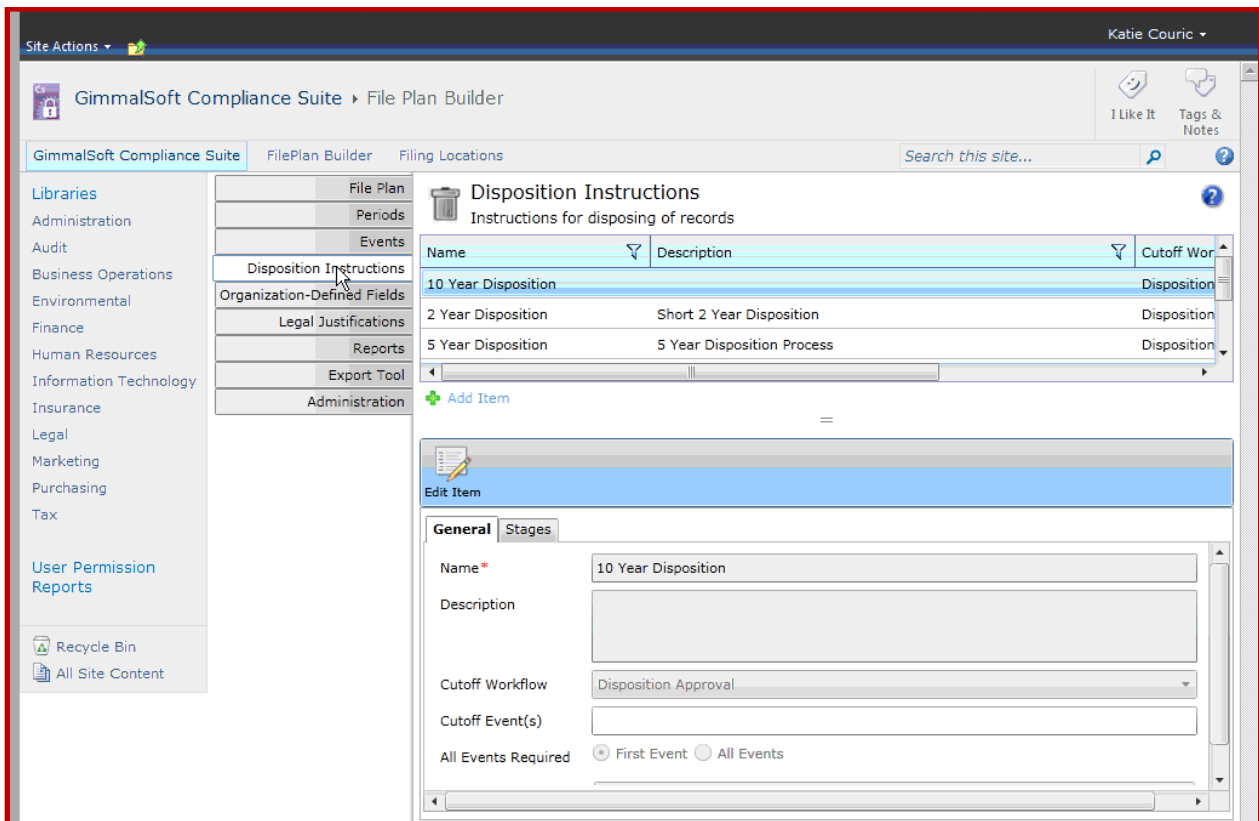 Site Actions
Katie Couric
GimmalSoft Compliance Suite ▸ File Plan Builder
I Like It
Tags &
Notes
GimmalSoft Compliance Suite
FilePlan Builder
Filing Locations
Search this site...
Libraries
Administration
Audit
Business Operations
Environmental
Finance
Human Resources
Information Technology
Insurance
Legal
Marketing
Purchasing
Tax
User Permission
Reports
Recycle Bin
All Site Content
File Plan
Periods
Events
Disposition Instructions
Organization-Defined Fields
Legal Justifications
Reports
Export Tool
Administration
Disposition Instructions
Instructions for disposing of records
Name Description Cutoff Wor
10 Year Disposition Disposition
2 Year Disposition Short 2 Year Disposition Disposition
5 Year Disposition 5 Year Disposition Process Disposition
Add Item
Edit Item
General Stages
Name* 10 Year Disposition
Description
Cutoff Workflow Disposition Approval
Cutoff Event(s)
All Events Required First Event All Events